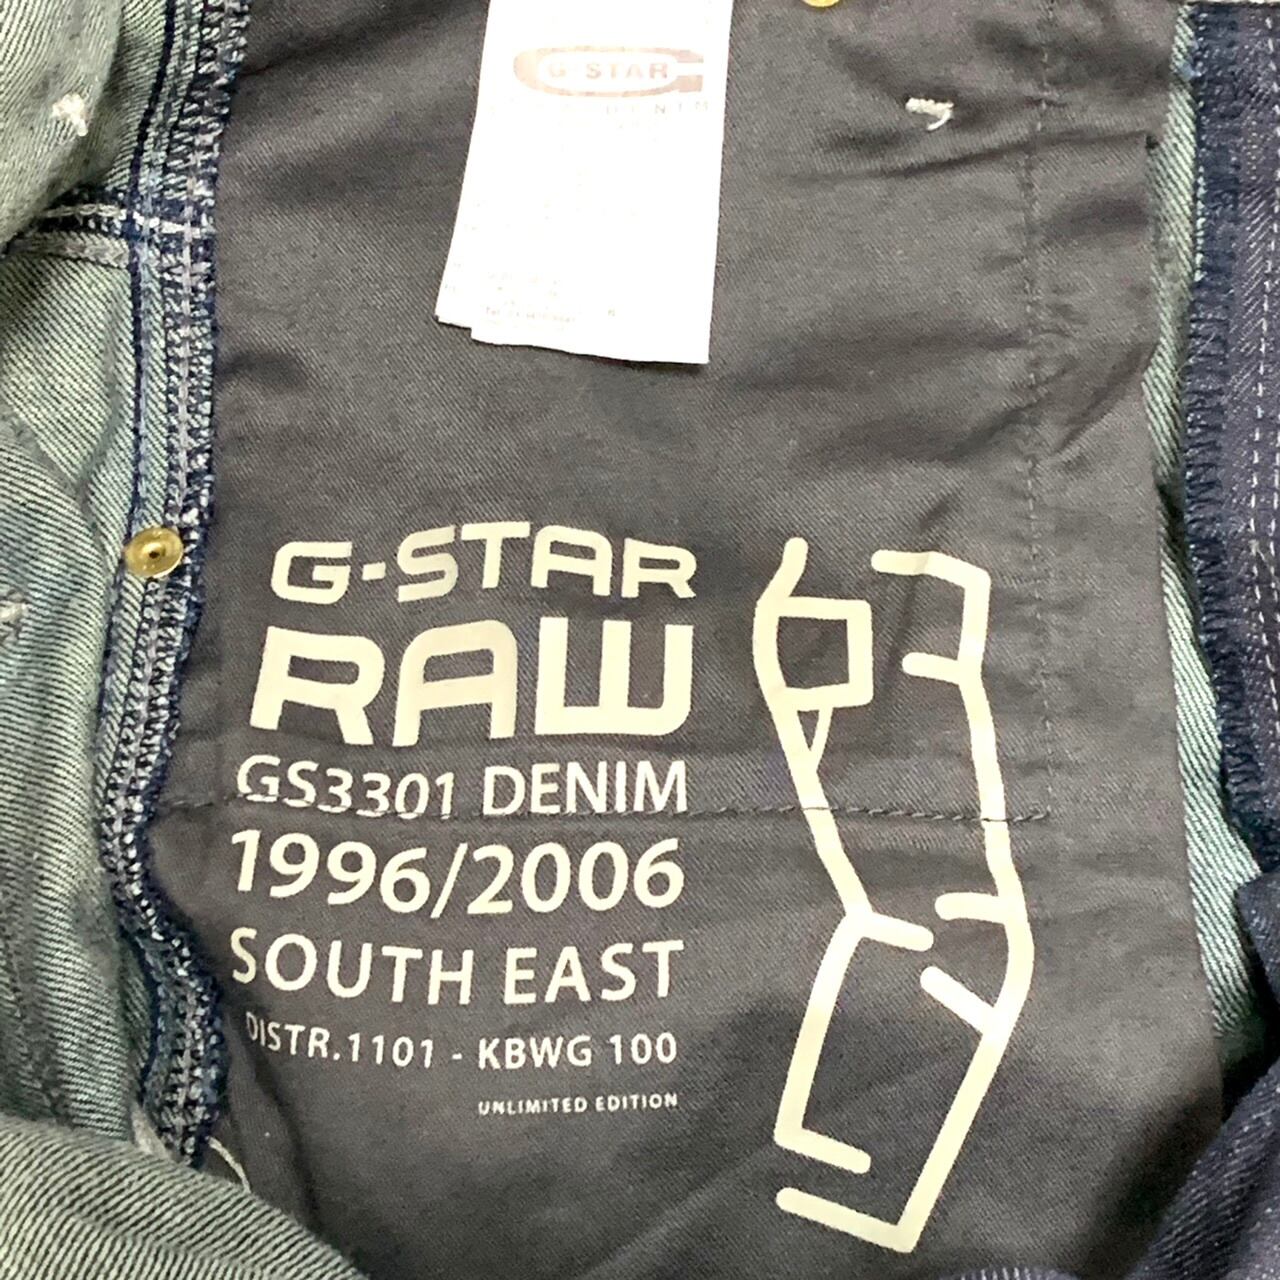 G-STAR
G-STAR
RAW
GS3301 DENIM
1996/2006
SOUTH EAST
DISTR.1101 - KBWG 100
UNLIMITED EDITION